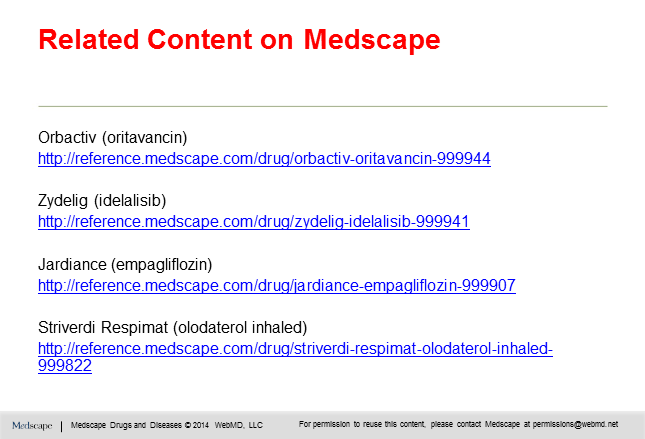 Related Content on Medscape
Orbactiv (oritavancin)
http://reference.medscape.com/drug/orbactiv-oritavancin-999944
Zydelig (idelalisib)
http://reference.medscape.com/drug/zydelig-idelalisib-999941
Jardiance (empagliflozin)
http://reference.medscape.com/drug/jardiance-empagliflozin-999907
Striverdi Respimat (olodaterol inhaled)
http://reference.medscape.com/drug/striverdi-respimat-olodaterol-inhaled-
999822
Medscape | Medscape Drugs and Diseases © 2014 WebMD, LLC For permission to reuse this content, please contact Medscape at permissions@webmd.net